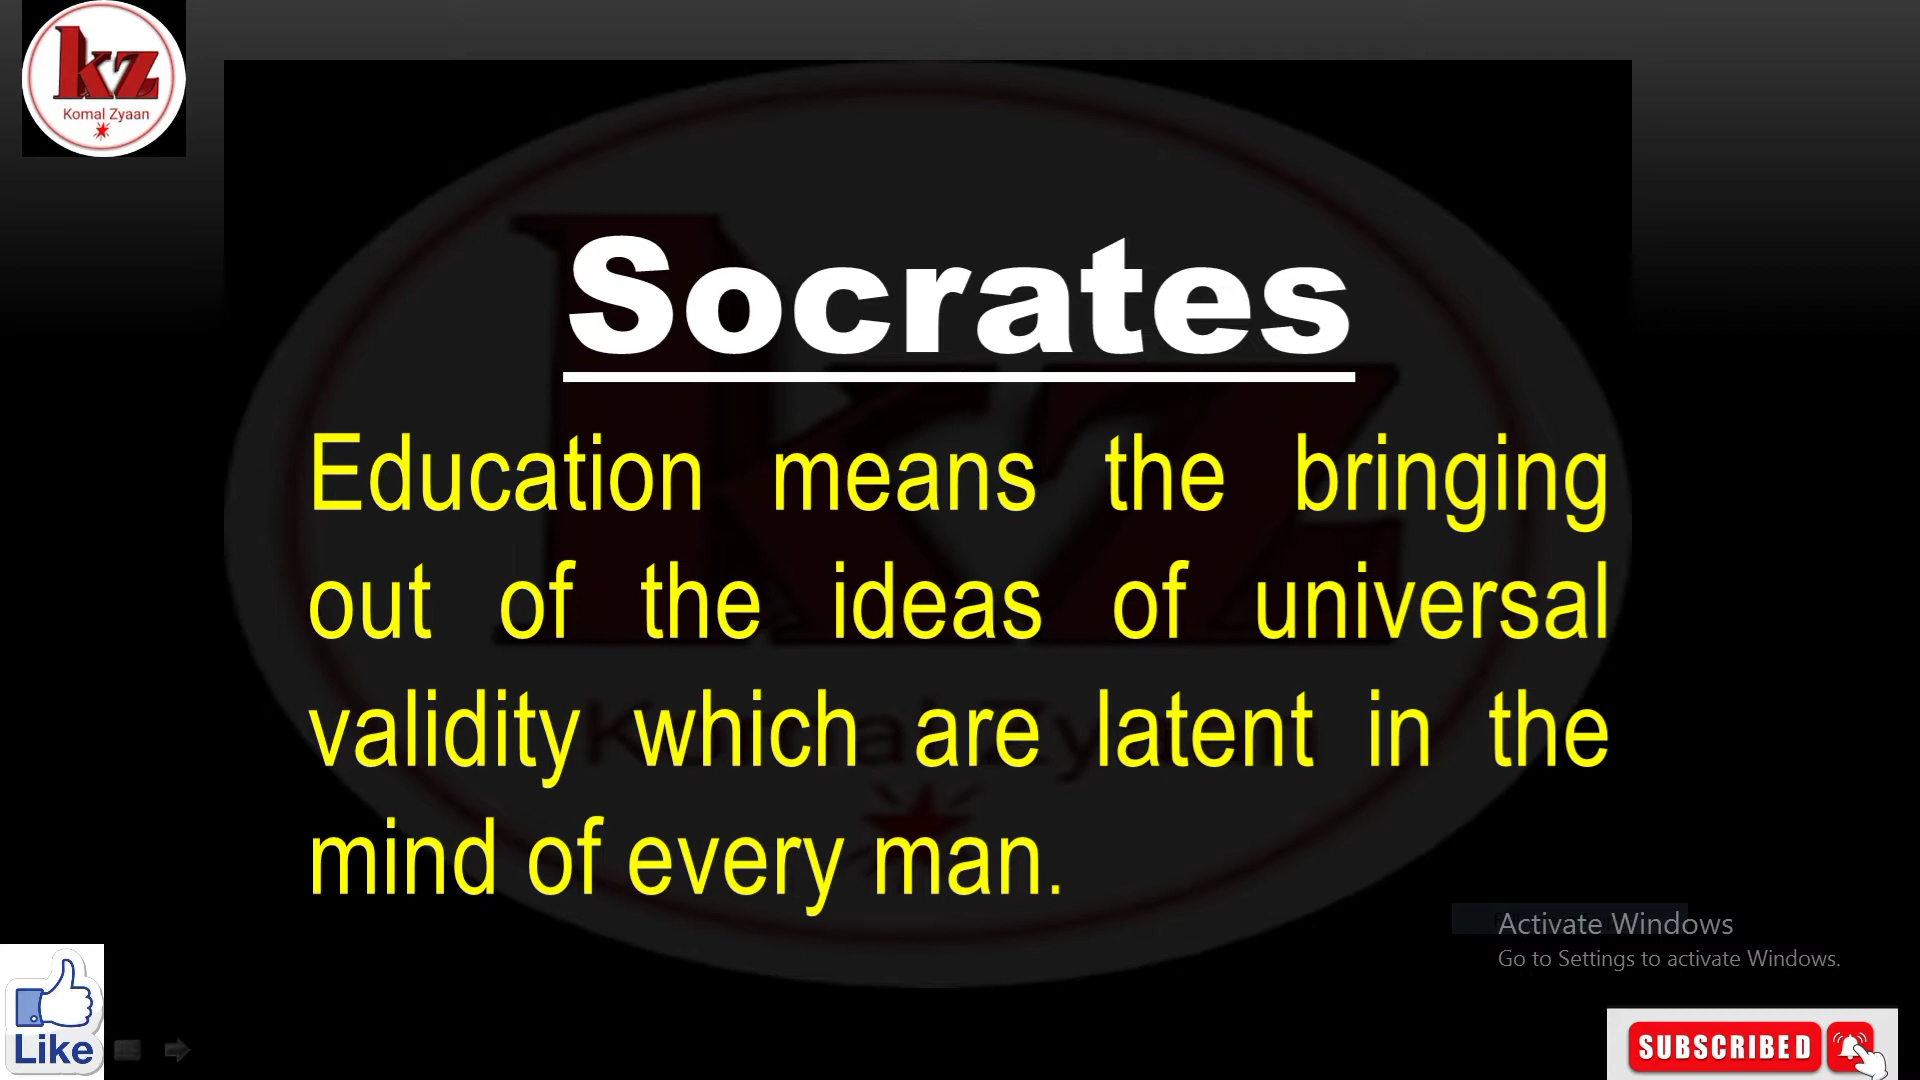 kz
Komal Zyaan
Socrates
Education means the bringing
out of the ideas of universal
validity which are latent in the
mind of every man.
Activate Windows
Go to Settings to activate Windows.
Like
SUBSCRIBED